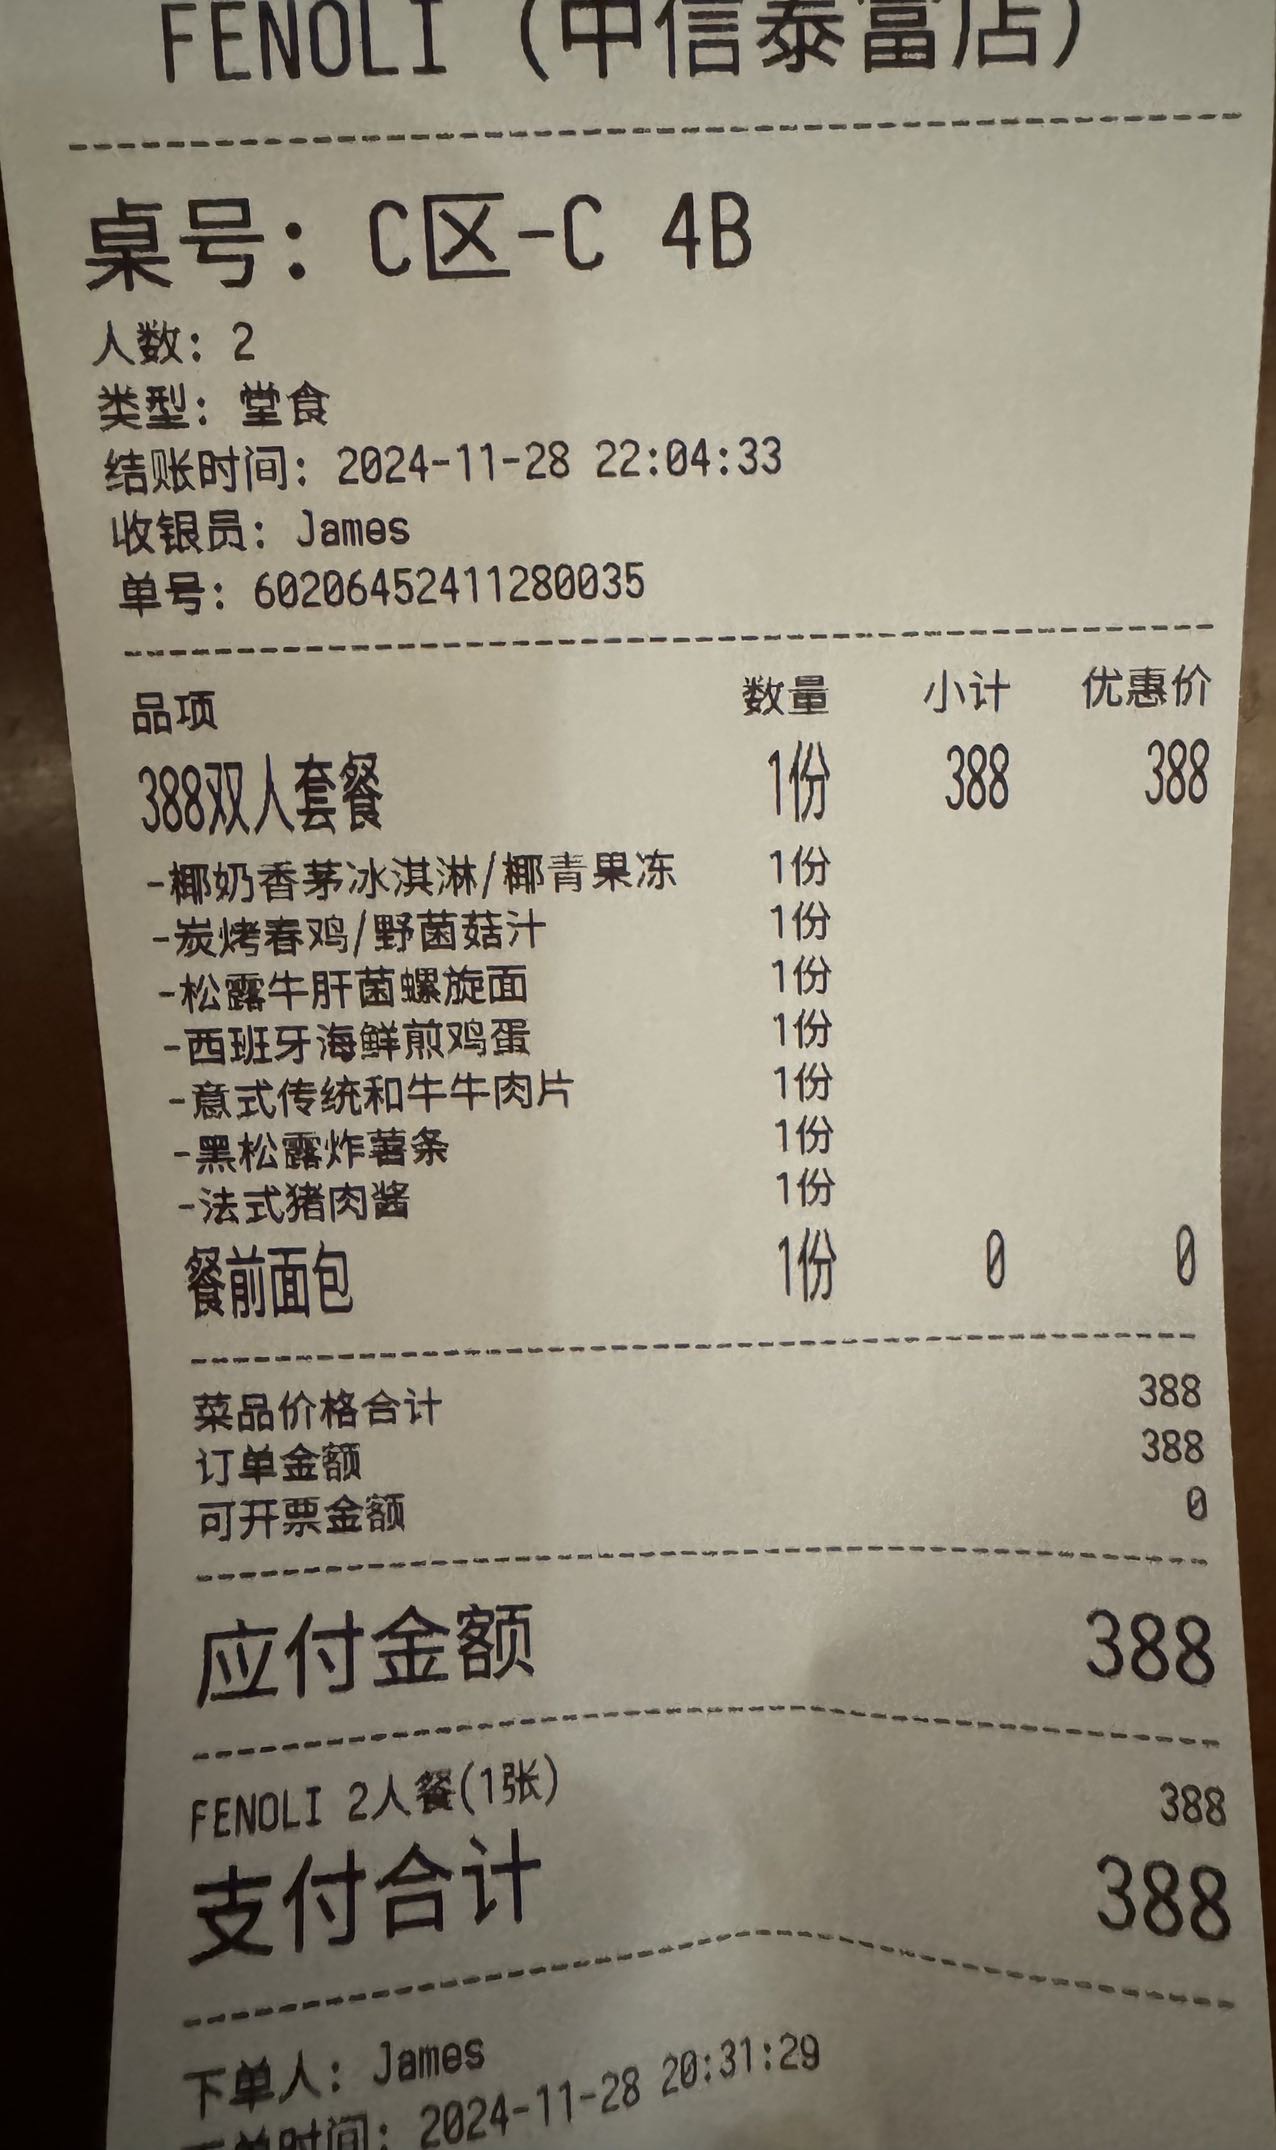 FENOLI (中信泰富店)
桌号: C区-C 4B
人数: 2
类型: 堂食
结账时间: 2024-11-28 22:04:33
收银员: James
单号: 60206452411280035
品项 数量 小计 优惠价
388双人套餐 1份 388 388
-椰奶香茅冰淇淋/椰青果冻 1份
-炭烤春鸡/野菌菇汁 1份
-松露牛肝菌螺旋面 1份
-西班牙海鲜煎鸡蛋 1份
-意式传统和牛牛肉片 1份
-黑松露炸薯条 1份
-法式猪肉酱 1份
餐前面包 1份 0 0
菜品价格合计 388
订单金额 388
可开票金额 0
应付金额 388
FENOLI 2人餐(1张) 388
支付合计 388
下单人: James
下单时间: 2024-11-28 20:31:29